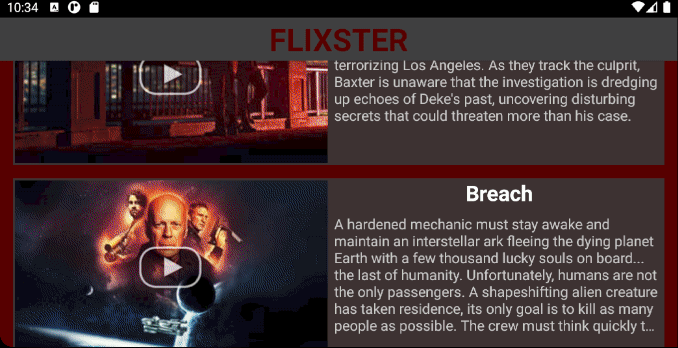 10:34
FLIXSTER
terrorizing Los Angeles. As they track the culprit,
Baxter is unaware that the investigation is dredging
up echoes of Deke's past, uncovering disturbing
secrets that could threaten more than his case.
Breach
A hardened mechanic must stay awake and
maintain an interstellar ark fleeing the dying planet
Earth with a few thousand lucky souls on board...
the last of humanity. Unfortunately, humans are not
the only passengers. A shapeshifting alien creature
has taken residence, its only goal is to kill as many
people as possible. The crew must think quickly t...